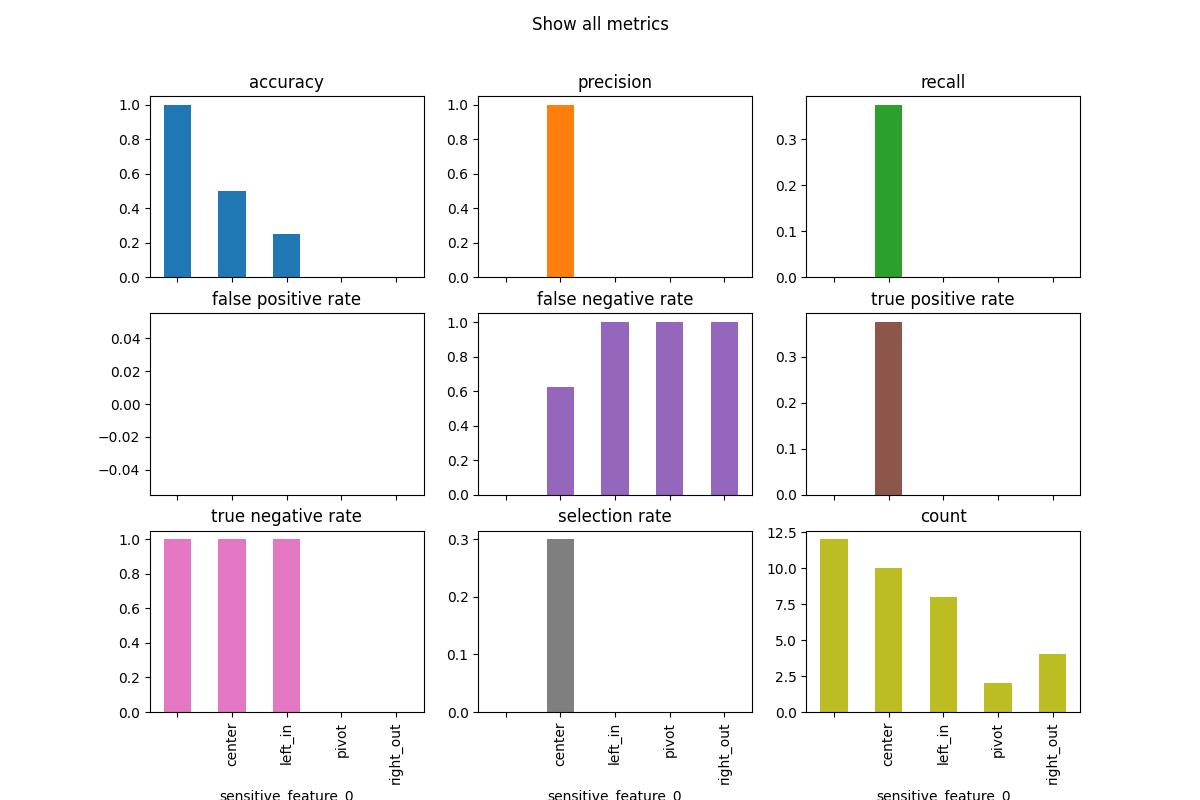 Show all metrics
accuracy
precision
recall
1.0
0.8
0.6
0.4
0.2
0.0
1.0
0.8
0.6
0.4
0.2
0.0
0.3
0.2
0.1
0.0
false positive rate
false negative rate
true positive rate
0.04
0.02
0.00
−0.02
−0.04
1.0
0.8
0.6
0.4
0.2
0.0
0.3
0.2
0.1
0.0
true negative rate
selection rate
count
1.0
0.8
0.6
0.4
0.2
0.0
0.3
0.2
0.1
0.0
12.5
10.0
7.5
5.0
2.5
0.0
center
left_in
pivot
right_out
center
left_in
pivot
right_out
center
left_in
pivot
right_out
sensitive_feature_0
sensitive_feature_0
sensitive_feature_0